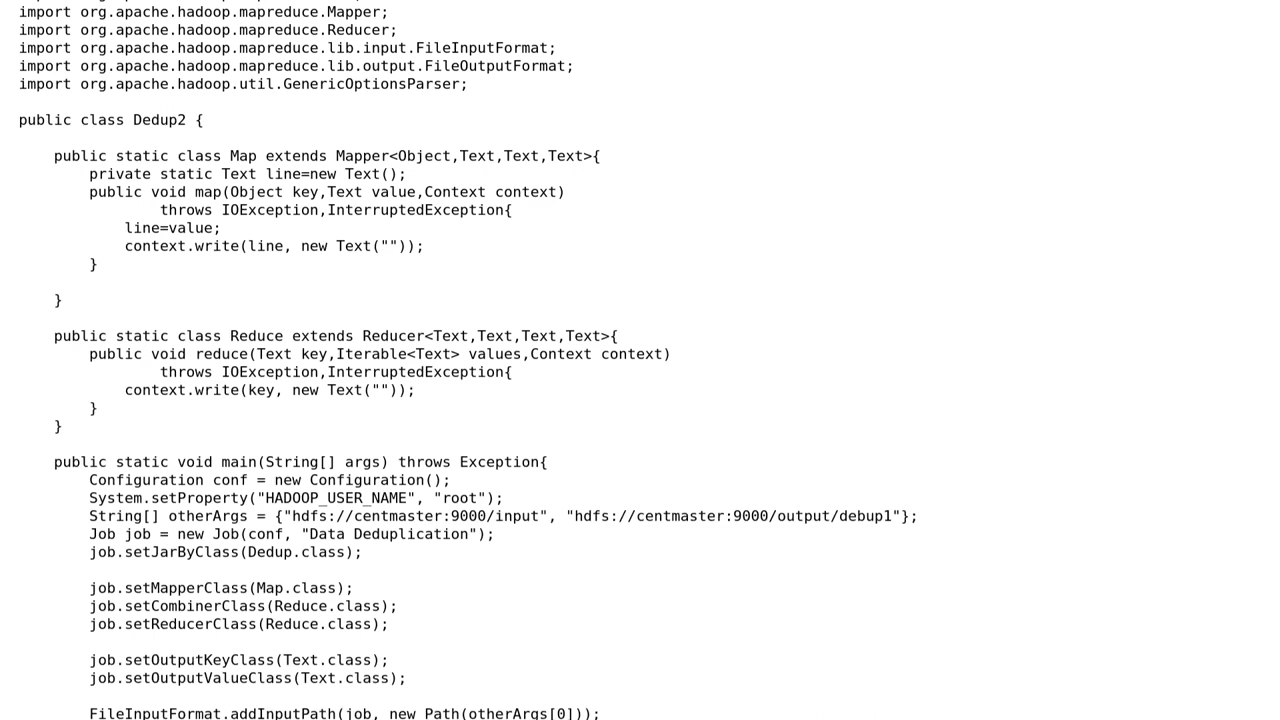 import org.apache.hadoop.mapreduce.Mapper;
import org.apache.hadoop.mapreduce.Reducer;
import org.apache.hadoop.mapreduce.lib.input.FileInputFormat;
import org.apache.hadoop.mapreduce.lib.output.FileOutputFormat;
import org.apache.hadoop.util.GenericOptionsParser;

public class Dedup2 {

    public static class Map extends Mapper<Object,Text,Text,Text>{
        private static Text line=new Text();
        public void map(Object key,Text value,Context context)
                throws IOException,InterruptedException{
            line=value;
            context.write(line, new Text(""));
        }

    }

    public static class Reduce extends Reducer<Text,Text,Text,Text>{
        public void reduce(Text key,Iterable<Text> values,Context context)
                throws IOException,InterruptedException{
            context.write(key, new Text(""));
        }
    }

    public static void main(String[] args) throws Exception{
        Configuration conf = new Configuration();
        System.setProperty("HADOOP_USER_NAME", "root");
        String[] otherArgs = {"hdfs://centmaster:9000/input", "hdfs://centmaster:9000/output/debup1"};
        Job job = new Job(conf, "Data Deduplication");
        job.setJarByClass(Dedup.class);

        job.setMapperClass(Map.class);
        job.setCombinerClass(Reduce.class);
        job.setReducerClass(Reduce.class);

        job.setOutputKeyClass(Text.class);
        job.setOutputValueClass(Text.class);

        FileInputFormat.addInputPath(job, new Path(otherArgs[0]));